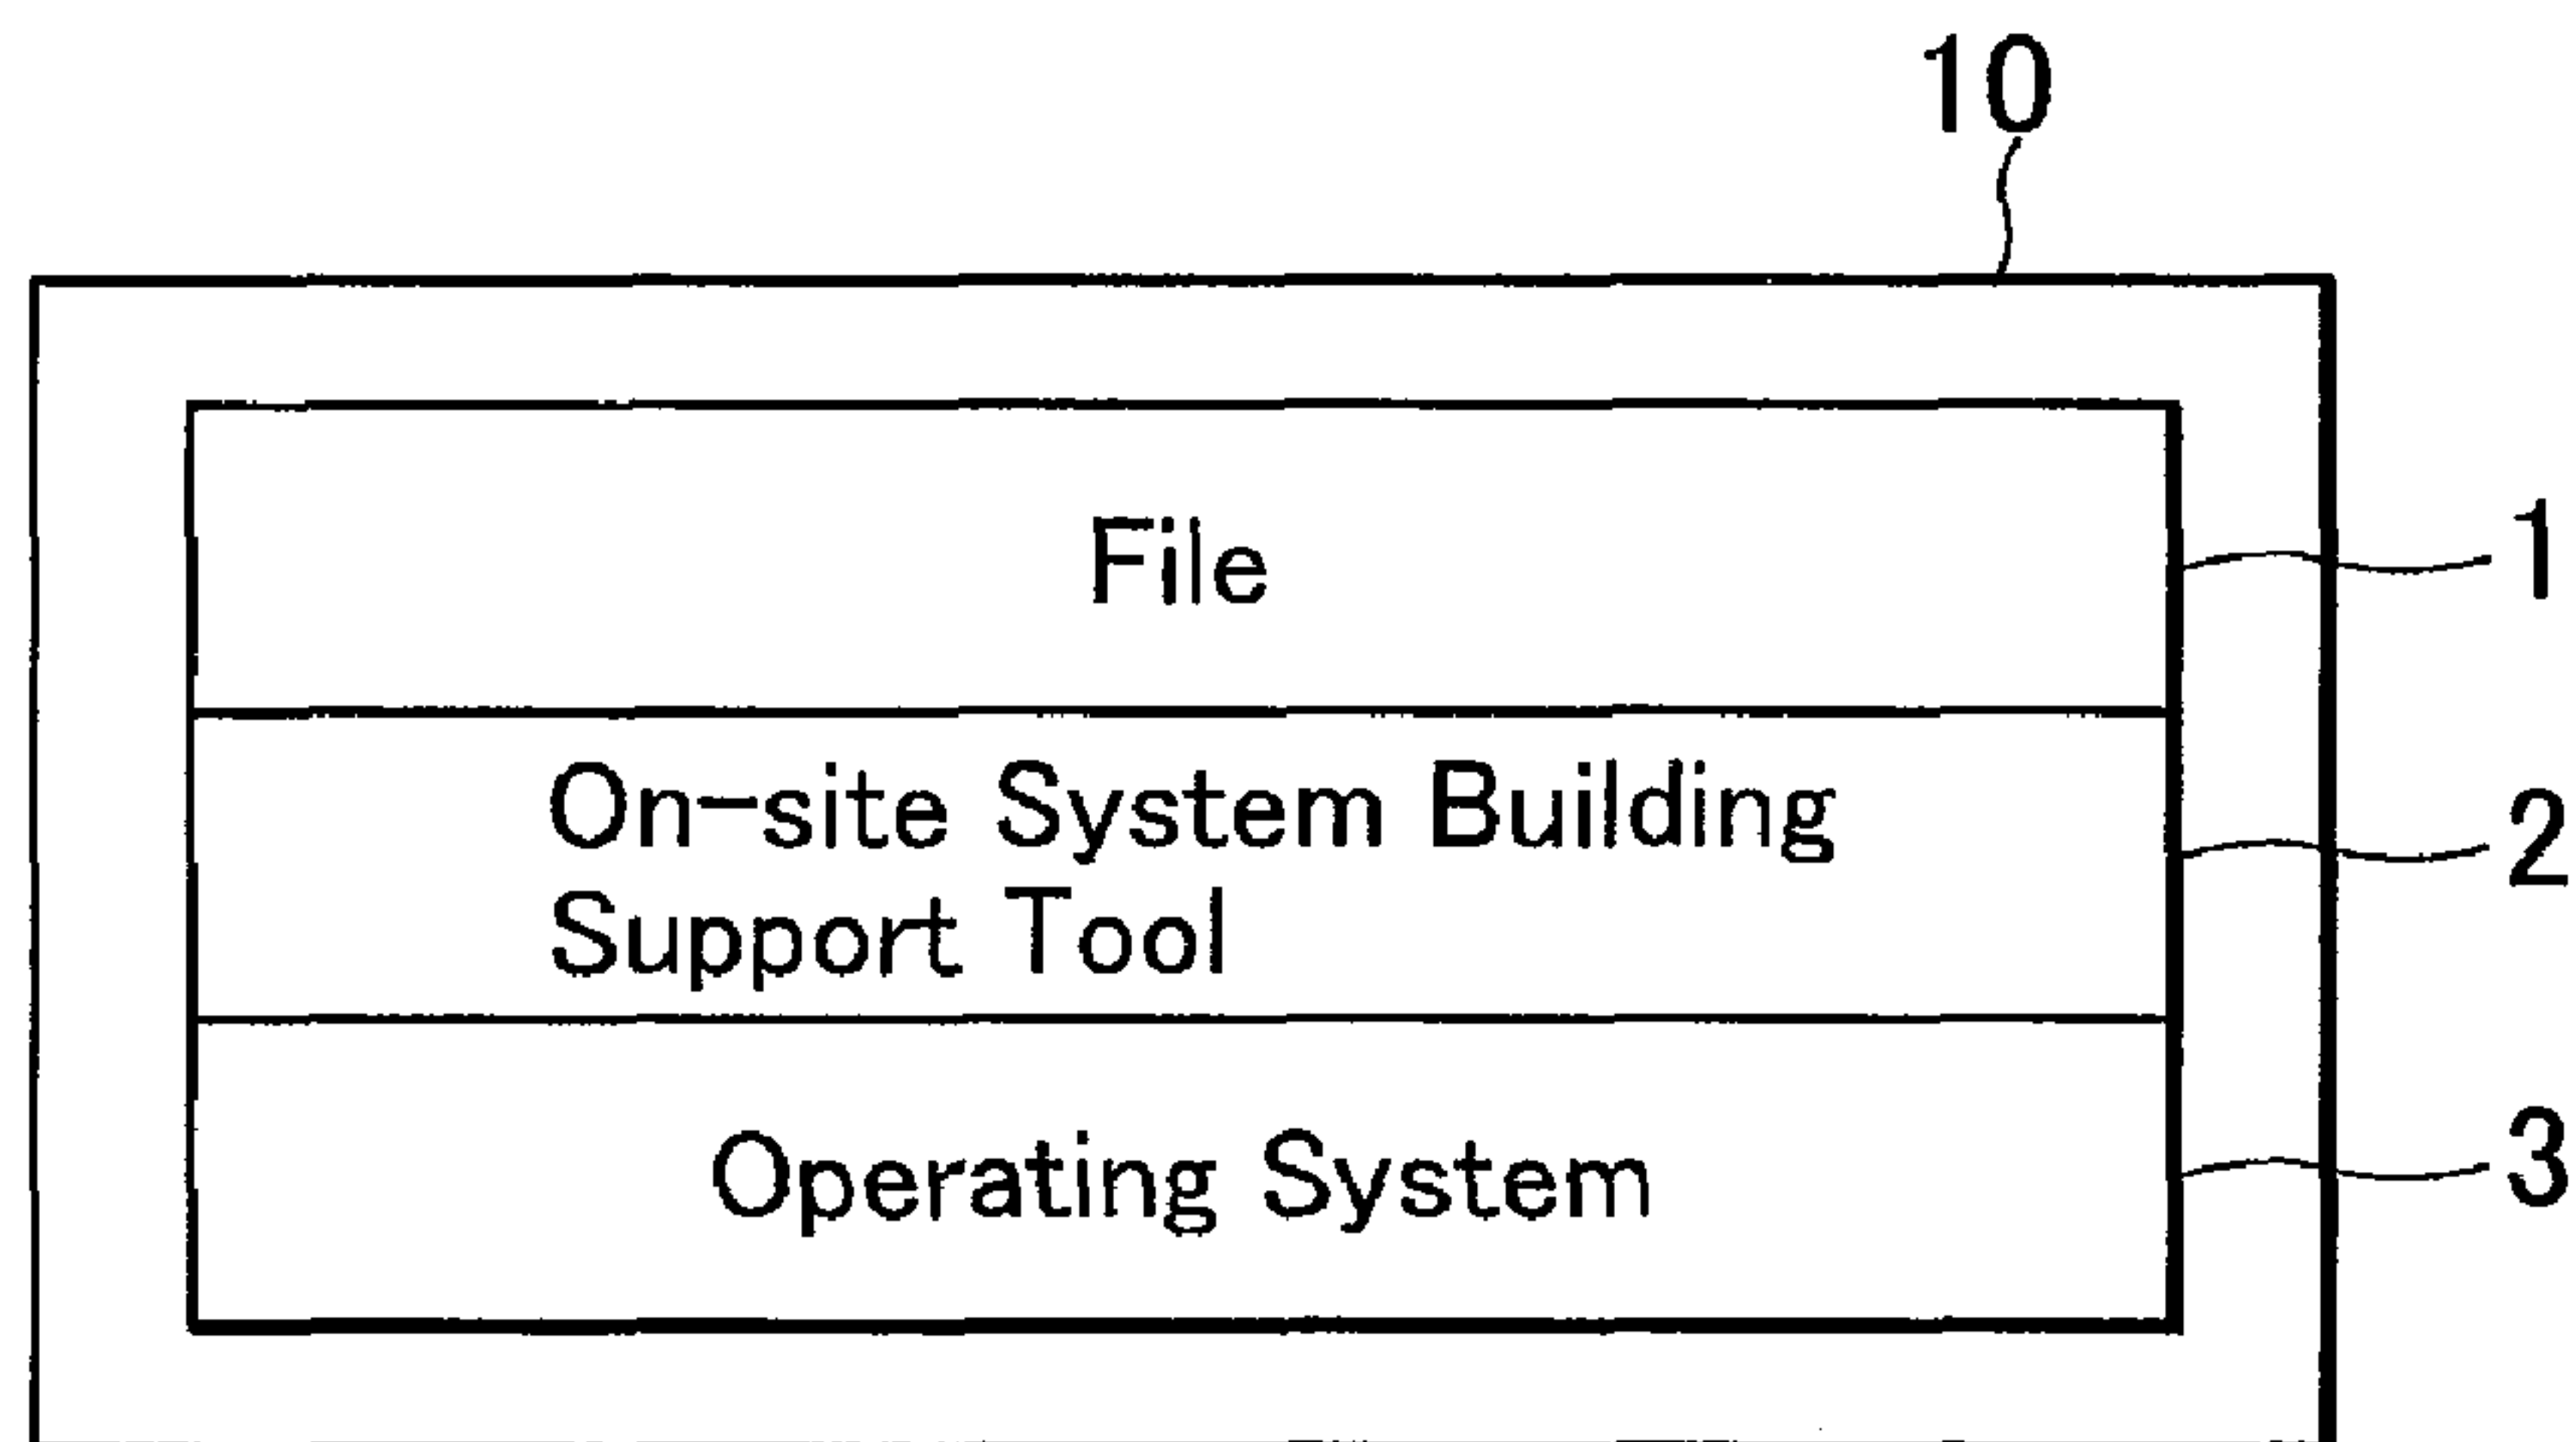 10
File
1
On-site System Building
Support Tool
2
Operating System
3